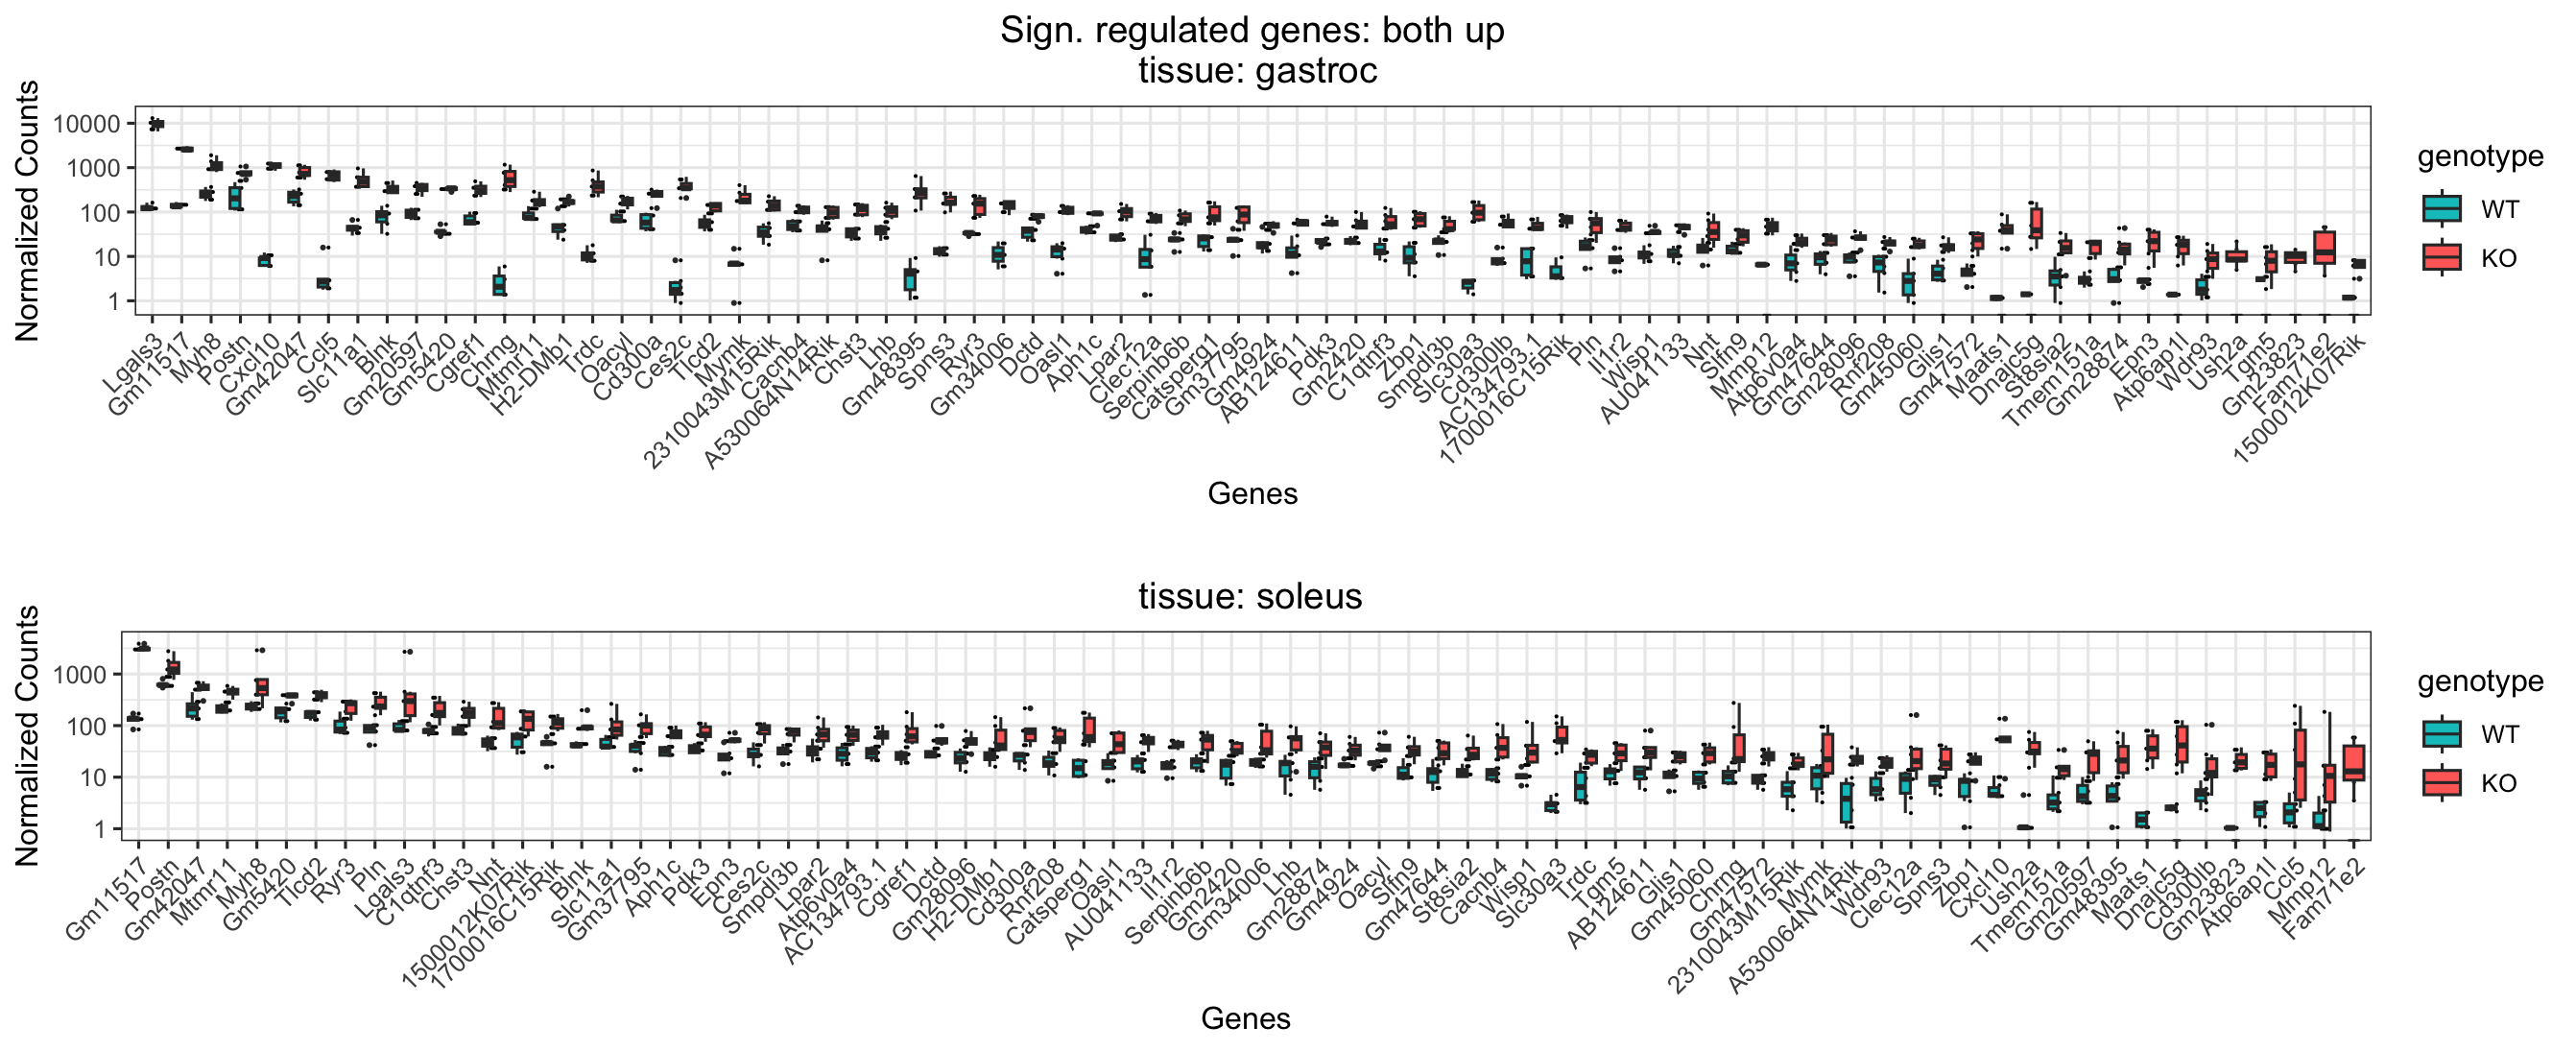 Sign. regulated genes: both up
tissue: gastroc
Normalized Counts
10000
1000
100
10
1
Lgals3
Gm11517
Myh8
Postn
Cxcl10
Gm42047
Ccl5
Slc11a1
Blnk
Gm20597
Gm5420
Cgref1
Chrng
Mtmr11
H2-DMb1
Trdc
Oacyl
Cd300a
Ces2c
Tlcd2
Mymk
2310043M15Rik
Cacnb4
A530064N14Rik
Chst3
Lhb
Gm48395
Spns3
Ryr3
Gm34006
Dctd
Oasl1
Aph1c
Lpar2
Clec12a
Serpinb6b
Catsperg1
Gm37795
Gm4924
AB124611
Pdk3
Gm2420
C1qtnf3
Zbp1
Smpdl3b
Slc30a3
Cd300lb
AC134793.1
1700016C15Rik
Pln
Il1r2
Wisp1
AU041133
Nnt
Slfn9
Mmp12
Atp6v0a4
Gm47644
Gm28096
Rnf208
Gm45060
Glis1
Gm47572
Maats1
Dnajc5g
St8sia2
Tmem151a
Gm28874
Epn3
Atp6ap1l
Wdr93
Ush2a
Tgm5
Gm23823
Fam71e2
1500012K07Rik
Genes
genotype
WT
KO
tissue: soleus
Normalized Counts
1000
100
10
1
Gm11517
Postn
Gm42047
Mtmr11
Myh8
Gm5420
Tlcd2
Ryr3
Pln
Lgals3
C1qtnf3
Chst3
Nnt
1500012K07Rik
1700016C15Rik
Blnk
Slc11a1
Gm37795
Aph1c
Pdk3
Epn3
Ces2c
Smpdl3b
Lpar2
Atp6v0a4
AC134793.1
Cgref1
Dctd
Gm28096
H2-DMb1
Cd300a
Rnf208
Catsperg1
Oasl1
AU041133
Il1r2
Serpinb6b
Gm2420
Gm34006
Lhb
Gm28874
Gm4924
Oacyl
Slfn9
Gm47644
St8sia2
Cacnb4
Wisp1
Slc30a3
Trdc
Tgm5
AB124611
Glis1
Gm45060
Chrng
Gm47572
2310043M15Rik
Mymk
A530064N14Rik
Wdr93
Clec12a
Spns3
Zbp1
Cxcl10
Ush2a
Tmem151a
Gm20597
Gm48395
Maats1
Dnajc5g
Cd300lb
Gm23823
Atp6ap1l
Ccl5
Mmp12
Fam71e2
Genes
genotype
WT
KO